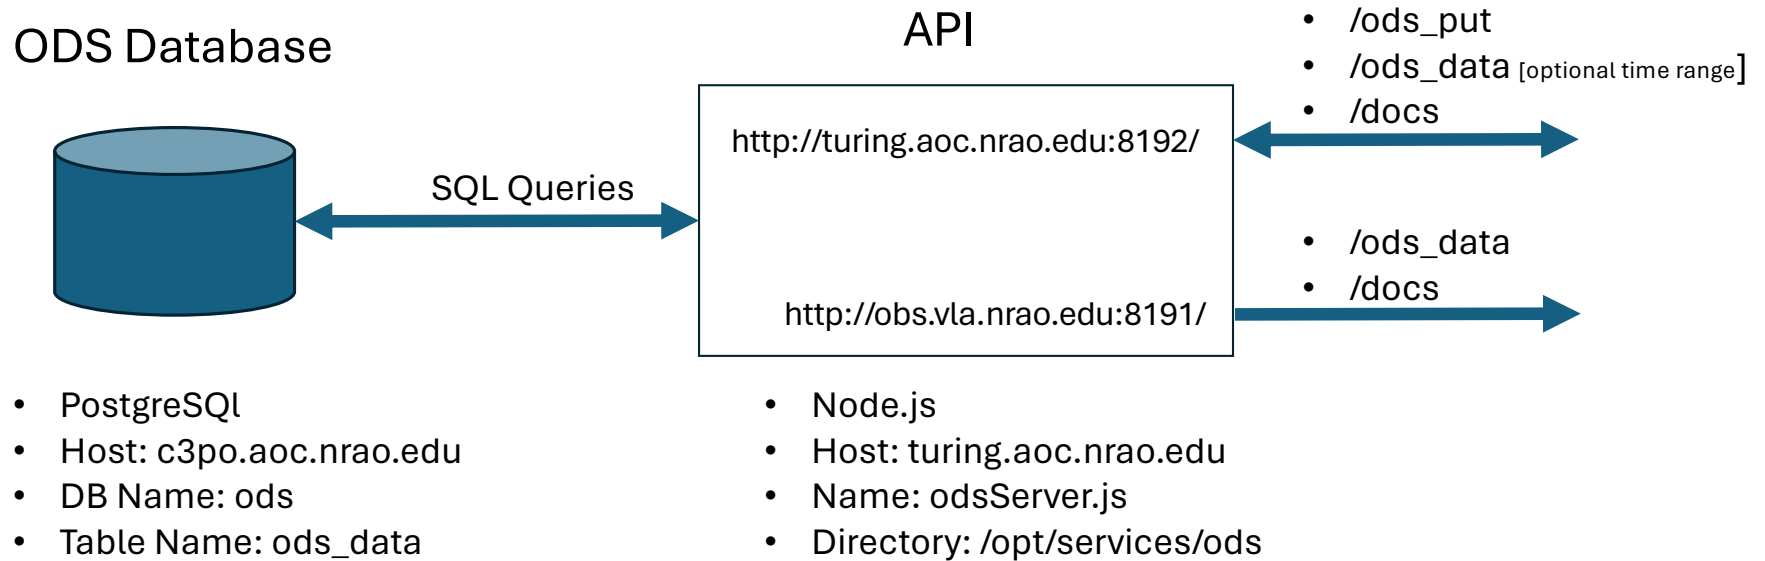 ODS Database
API
• /ods_put
• /ods_data [optional time range]
• /docs
http://turing.aoc.nrao.edu:8192/
SQL Queries
• /ods_data
• /docs
http://obs.vla.nrao.edu:8191/
• PostgreSQl
• Host: c3po.aoc.nrao.edu
• DB Name: ods
• Table Name: ods_data
• Node.js
• Host: turing.aoc.nrao.edu
• Name: odsServer.js
• Directory: /opt/services/ods